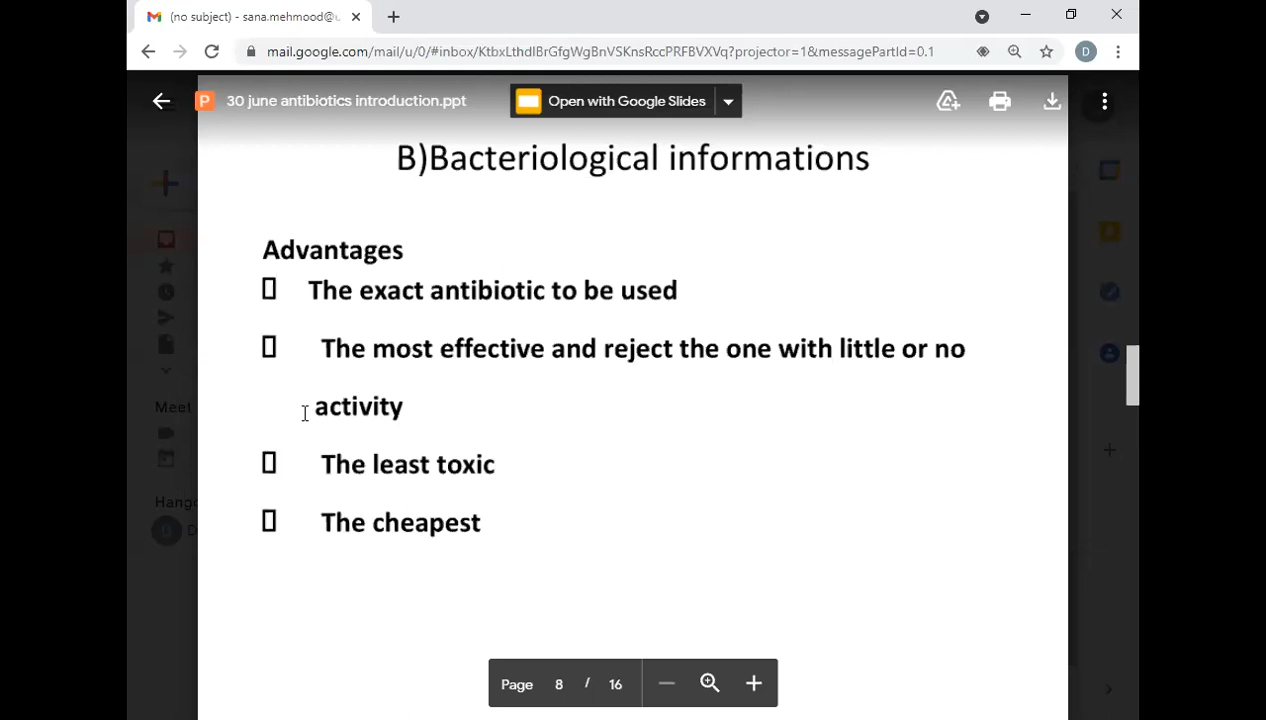 (no subject) - sana.mehmood@u
mail.google.com/mail/u/0/#inbox/KtbxLthdlBrGfgWgBnVSKnsRccPRFBVXVq?projector=1&messagePartId=0.1
D
P 30 june antibiotics introduction.ppt
Open with Google Slides
B)Bacteriological informations
Advantages
The exact antibiotic to be used
The most effective and reject the one with little or no
activity
The least toxic
The cheapest
Meet
Hango
Page 8 / 16